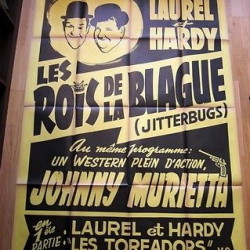 LAUREL
et
HARDY
LES
ROIS DE LA BLAGUE
(JITTERBUGS)
Au même programme:
UN WESTERN PLEIN D'ACTION,
JOHNNY MURIETTA
en
PARTIE
LAUREL et HARDY
"LES TOREADORS"